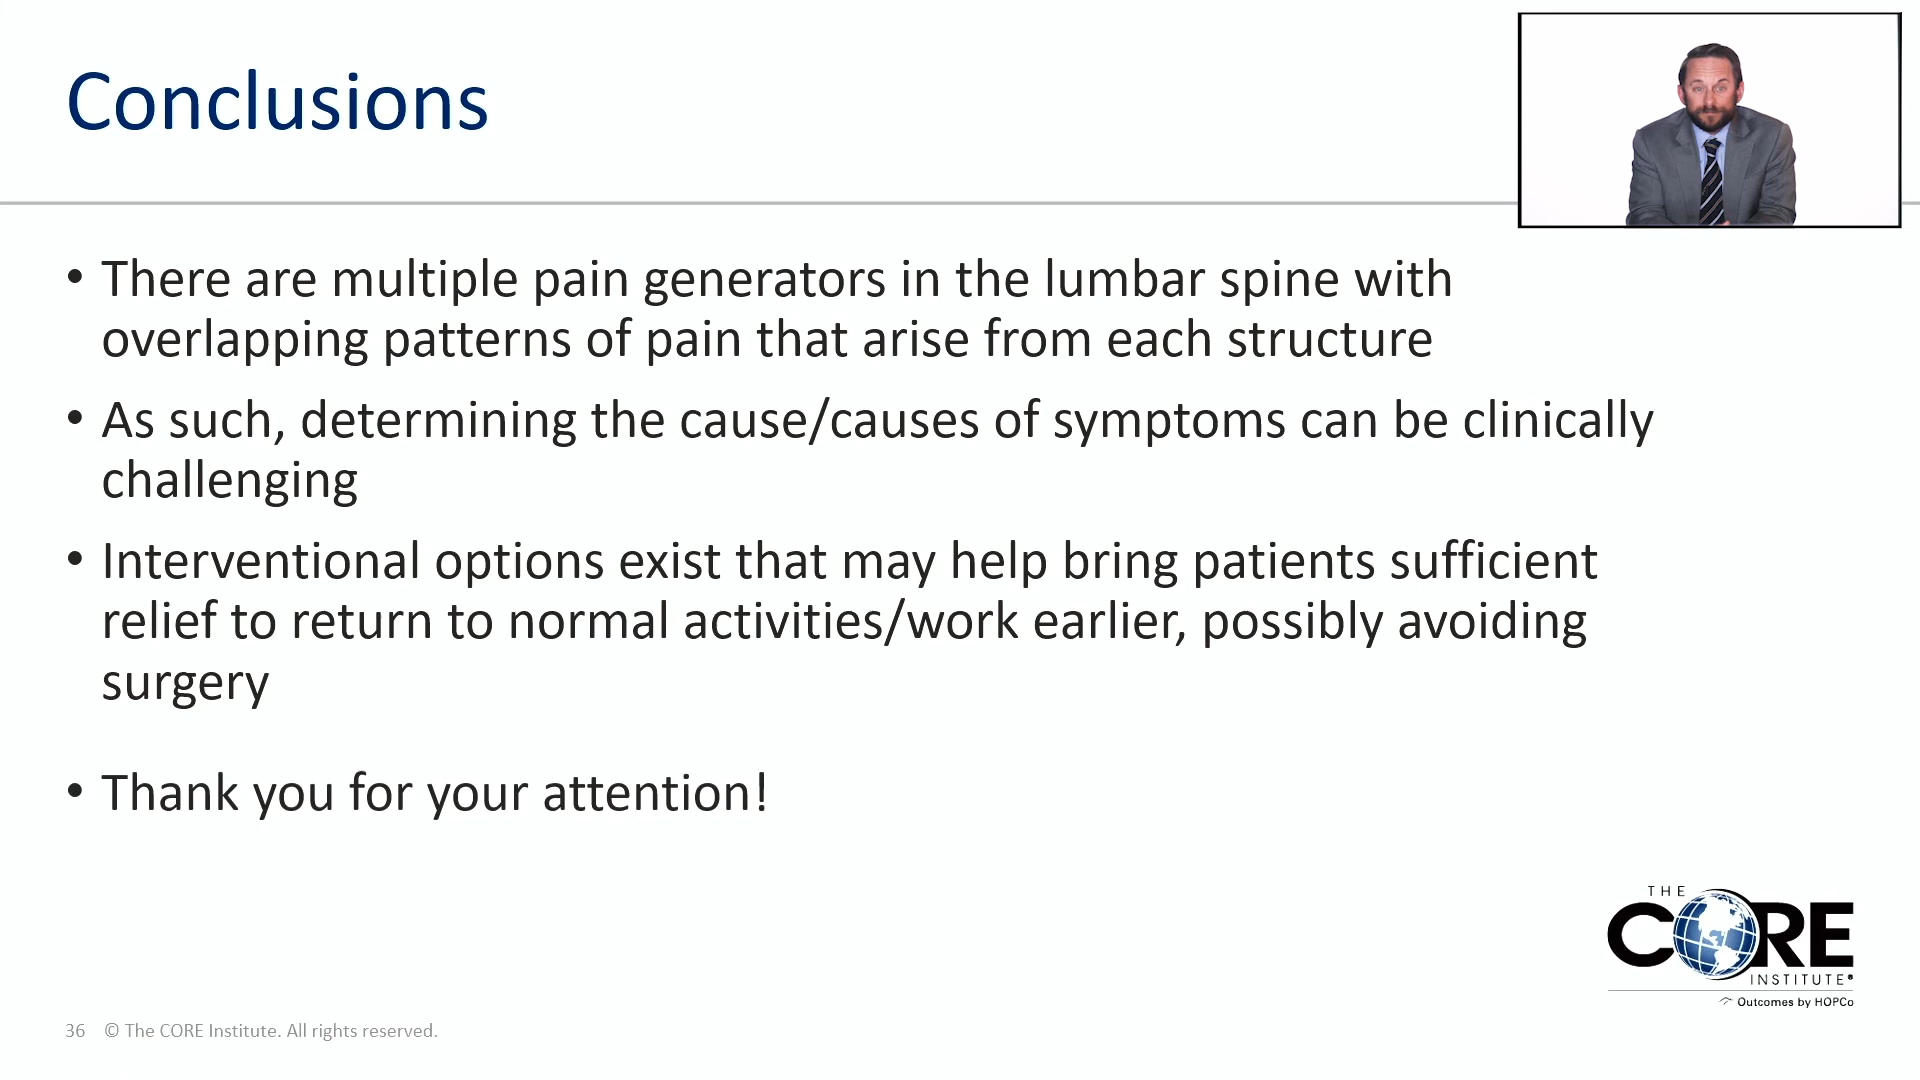 Conclusions
• There are multiple pain generators in the lumbar spine with
overlapping patterns of pain that arise from each structure
• As such, determining the cause/causes of symptoms can be clinically
challenging
• Interventional options exist that may help bring patients sufficient
relief to return to normal activities/work earlier, possibly avoiding
surgery
• Thank you for your attention!
THE
CORE
INSTITUTE®
Outcomes by HOPCo
36 © The CORE Institute. All rights reserved.